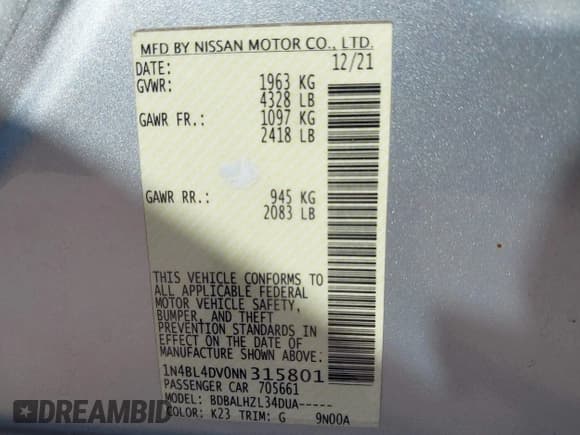 MFD BY NISSAN MOTOR CO., LTD.
DATE: 12/21
GVWR: 1963 KG
4328 LB
GAWR FR.: 1097 KG
2418 LB
GAWR RR.: 945 KG
2083 LB
THIS VEHICLE CONFORMS TO
ALL APPLICABLE FEDERAL
MOTOR VEHICLE SAFETY,
BUMPER, AND THEFT
PREVENTION STANDARDS IN
EFFECT ON THE DATE OF
MANUFACTURE SHOWN ABOVE:
1N4BL4DV0NN315801
PASSENGER CAR 705661
MODEL: BDBALHZL34DUA-----
COLOR: K23 TRIM: G 9N00A
DREAMBID